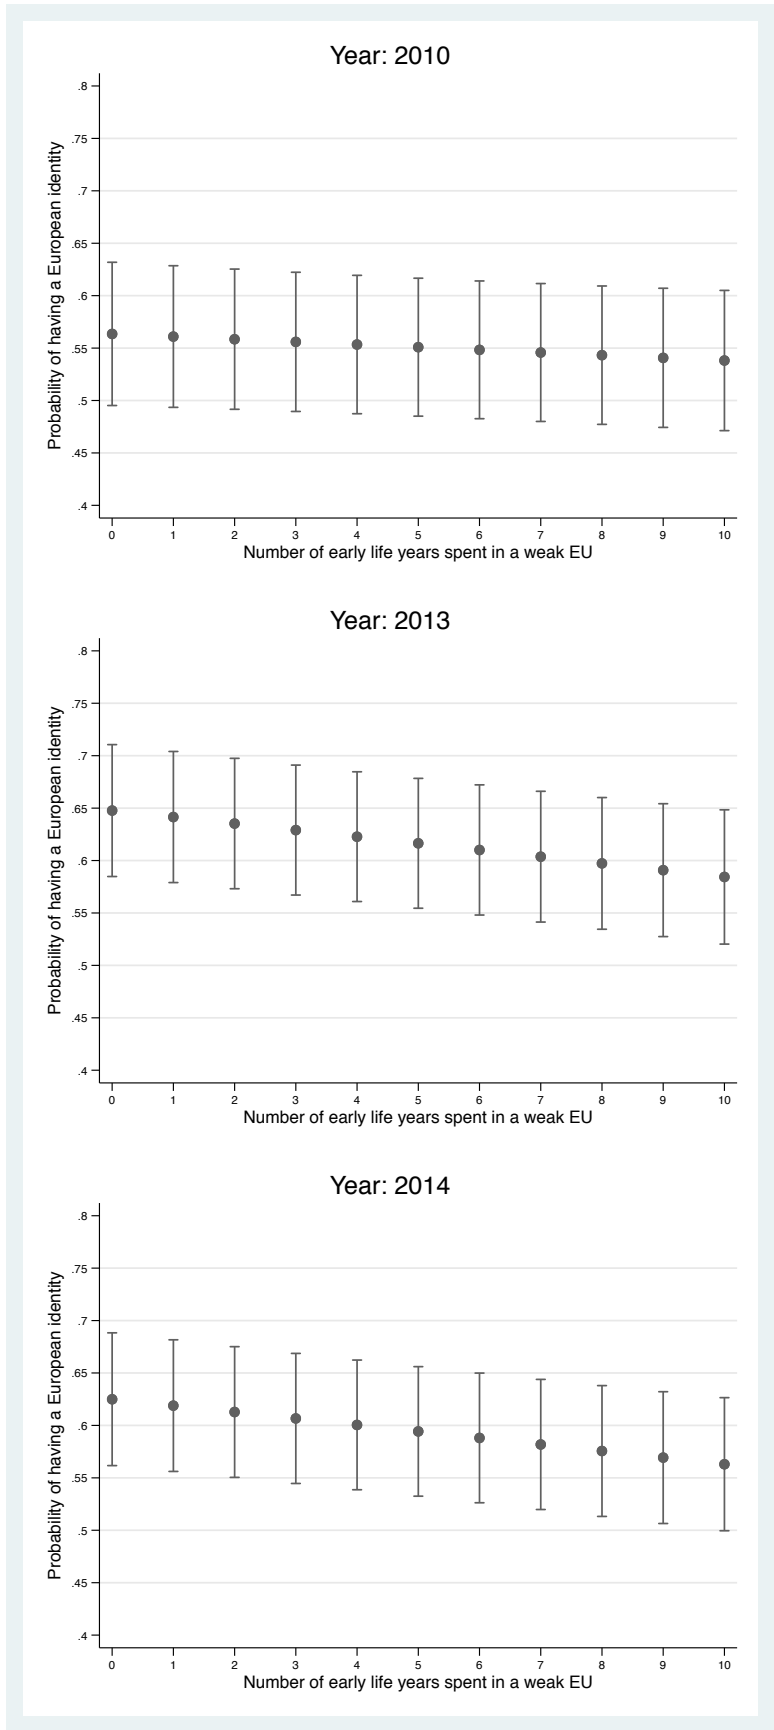 Year: 2010
Probability of having a European identity
.8
.75
.7
.65
.6
.55
.5
.45
.4
0 1 2 3 4 5 6 7 8 9 10
Number of early life years spent in a weak EU
Year: 2013
Probability of having a European identity
.8
.75
.7
.65
.6
.55
.5
.45
.4
0 1 2 3 4 5 6 7 8 9 10
Number of early life years spent in a weak EU
Year: 2014
Probability of having a European identity
.8
.75
.7
.65
.6
.55
.5
.45
.4
0 1 2 3 4 5 6 7 8 9 10
Number of early life years spent in a weak EU